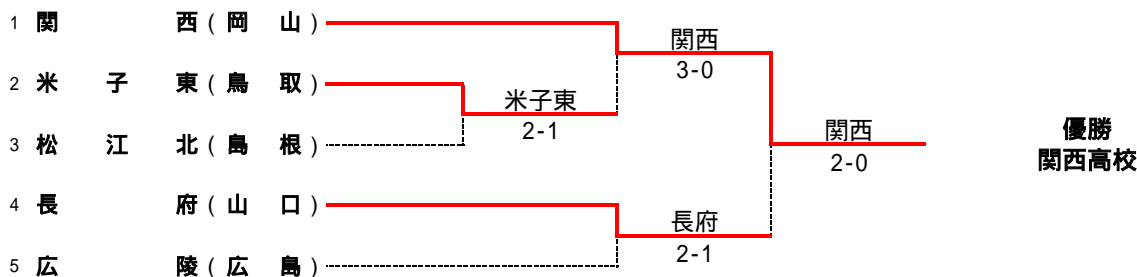 1 関 西(岡 山)
関西
3-0
2 米 子 東(鳥 取)
米子東
2-1
3 松 江 北(島 根)
関西
2-0
優勝
関西高校
4 長 府(山 口)
長府
2-1
5 広 陵(広 島)